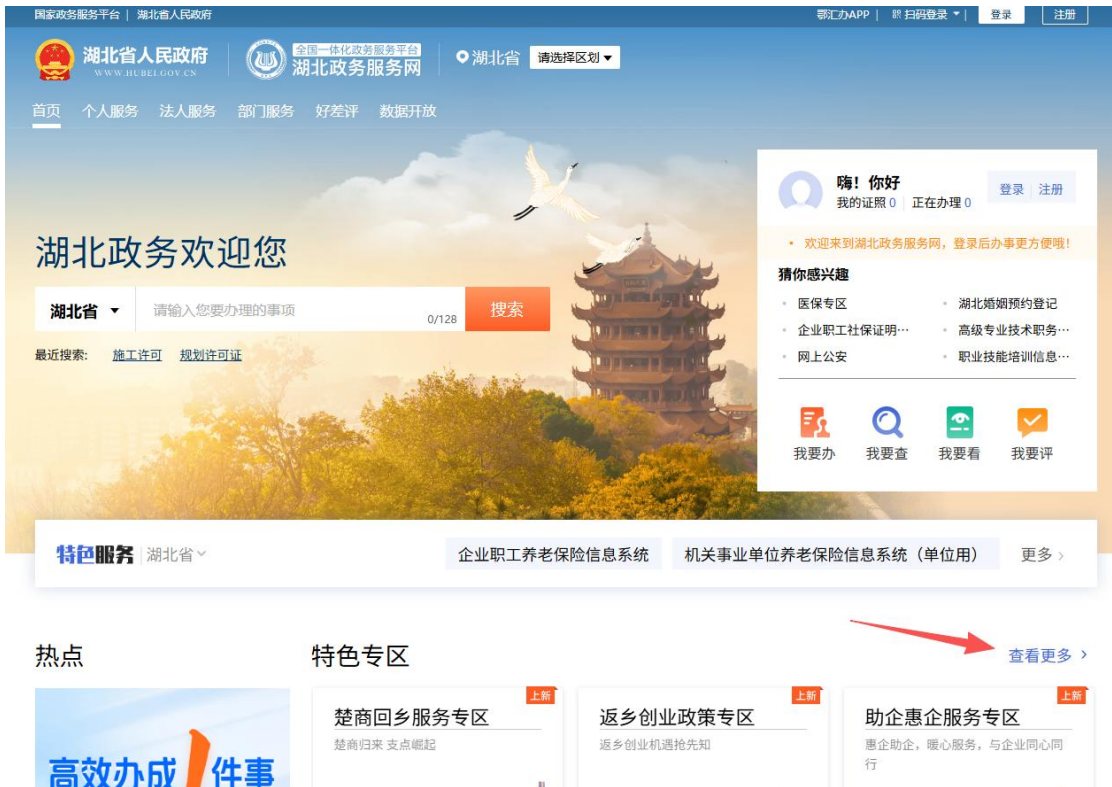 国家政务服务平台 | 湖北省人民政府
鄂汇办APP | 扫码登录 | 登录 注册
湖北省人民政府
WWW.HUBEI.GOV.CN
全国一体化政务服务平台
湖北政务服务网
湖北省 请选择区划
首页 个人服务 法人服务 部门服务 好差评 数据开放
嗨!你好
我的证照 0 正在办理 0
登录 注册
欢迎来到湖北政务服务网,登录后办事更方便哦!
猜你感兴趣
医保专区 湖北婚姻预约登记
企业职工社保证明… 高级专业技术职务…
网上公安 职业技能培训信息…
我要办 我要查 我要看 我要评
湖北政务欢迎您
湖北省 请输入您要办理的事项 0/128 搜索
最近搜索: 施工许可 规划许可证
特色服务 湖北省 企业职工养老保险信息系统 机关事业单位养老保险信息系统(单位用) 更多
热点
高效办成1件事
特色专区 查看更多
上新
楚商回乡服务专区
楚商归来 支点崛起
上新
返乡创业政策专区
返乡创业机遇抢先知
上新
助企惠企服务专区
惠企助企,暖心服务,与企业同心同
行